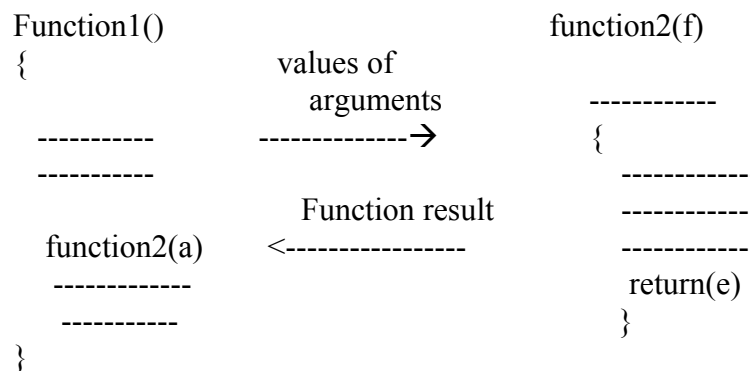 Function1() function2(f)
{ values of
arguments ------------
----------- --------------→ {
----------- ------------
Function result ------------
function2(a) <----------------- ------------
------------- return(e)
----------- }
}